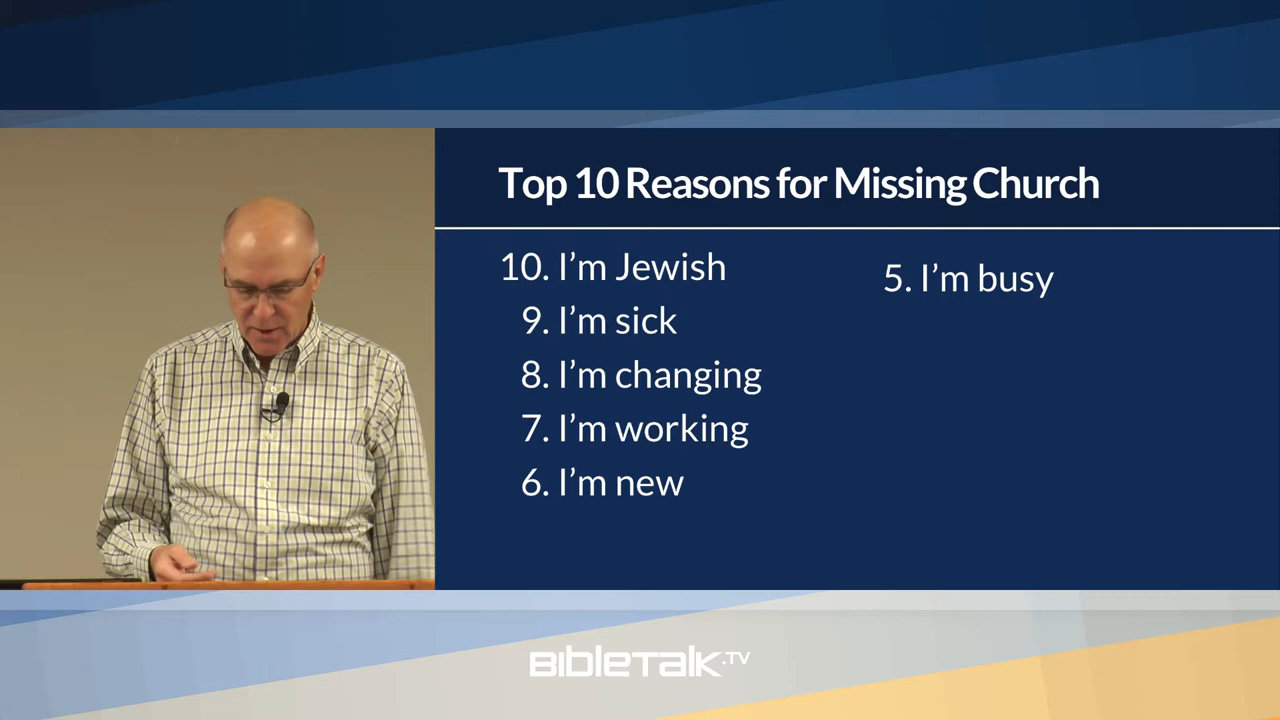 Top 10 Reasons for Missing Church
10. I'm Jewish
9. I'm sick
8. I'm changing
7. I'm working
6. I'm new
5. I'm busy
BIBLETALK.TV